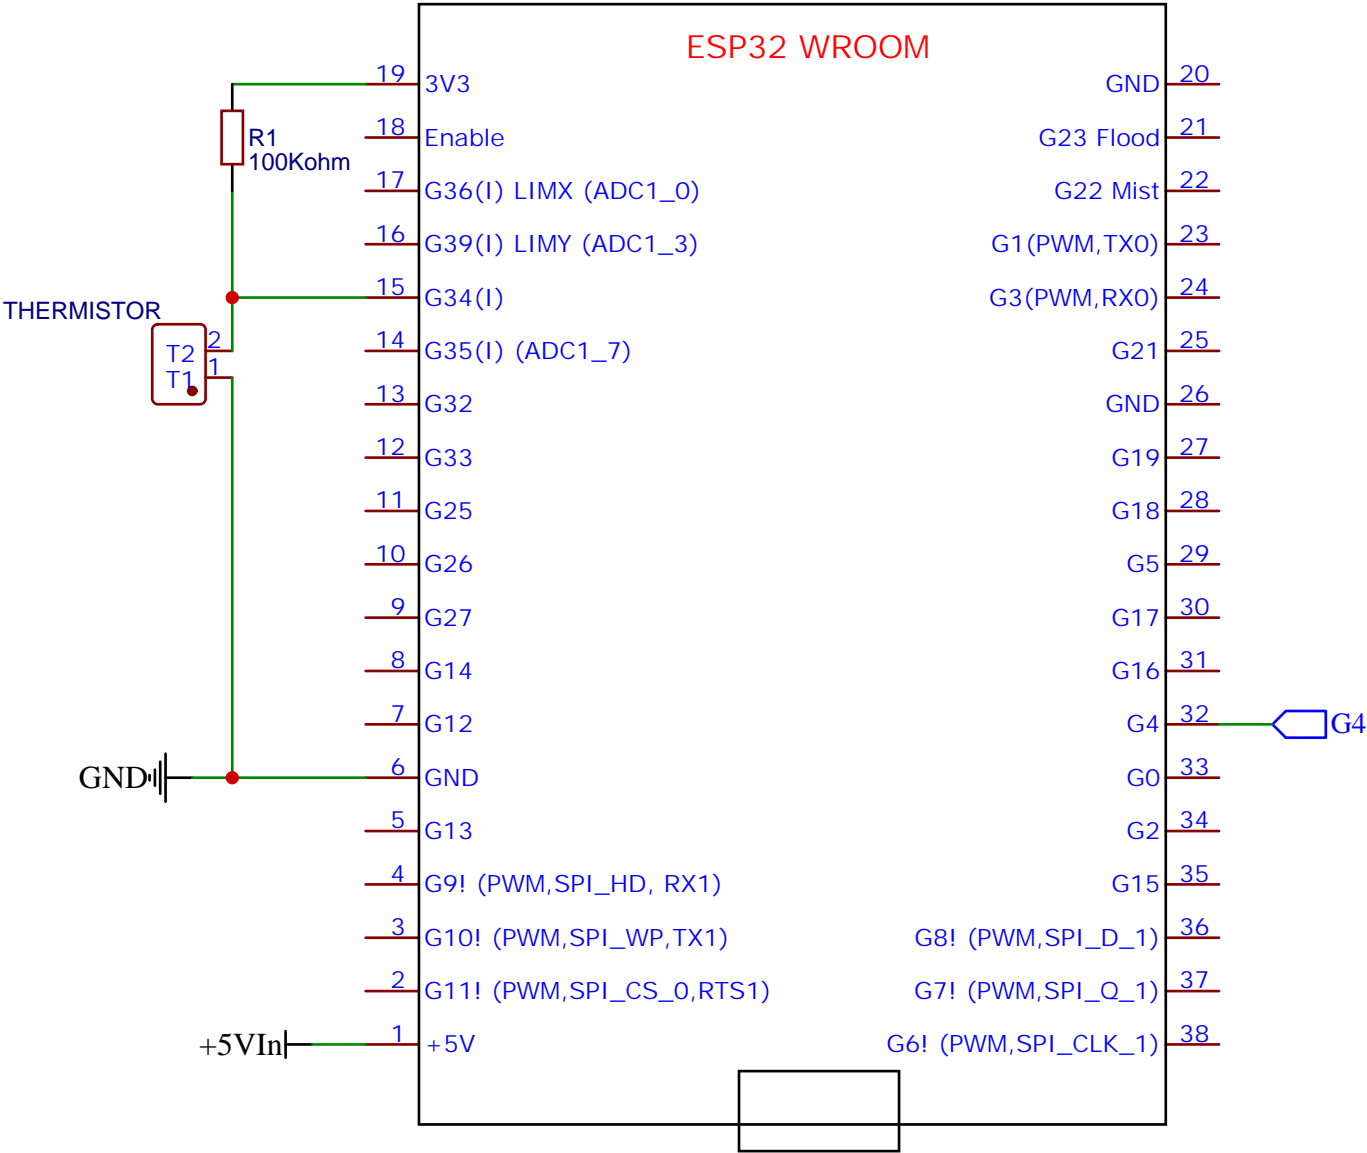 ESP32 WROOM
19 3V3
GND 20
R1
100Kohm
18 Enable
G23 Flood 21
17 G36(I) LIMX (ADC1_0)
G22 Mist 22
16 G39(I) LIMY (ADC1_3)
G1(PWM,TX0) 23
15 G34(I)
G3(PWM,RX0) 24
THERMISTOR
T2 2
T1 1
14 G35(I) (ADC1_7)
G21 25
13 G32
GND 26
12 G33
G19 27
11 G25
G18 28
10 G26
G5 29
9 G27
G17 30
8 G14
G16 31
7 G12
G4 32
G4
GND
6 GND
G0 33
5 G13
G2 34
4 G9! (PWM,SPI_HD, RX1)
G15 35
3 G10! (PWM,SPI_WP,TX1)
G8! (PWM,SPI_D_1) 36
2 G11! (PWM,SPI_CS_0,RTS1)
G7! (PWM,SPI_Q_1) 37
+5VIn
1 +5V
G6! (PWM,SPI_CLK_1) 38